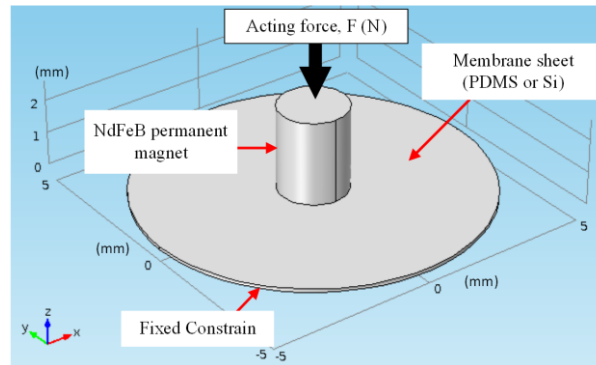 Acting force, F (N)
Membrane sheet
(PDMS or Si)
NdFeB permanent
magnet
(mm)
2
1
0
5
(mm)
0
-5
-5
0
(mm)
5
Fixed Constrain
z
y
x